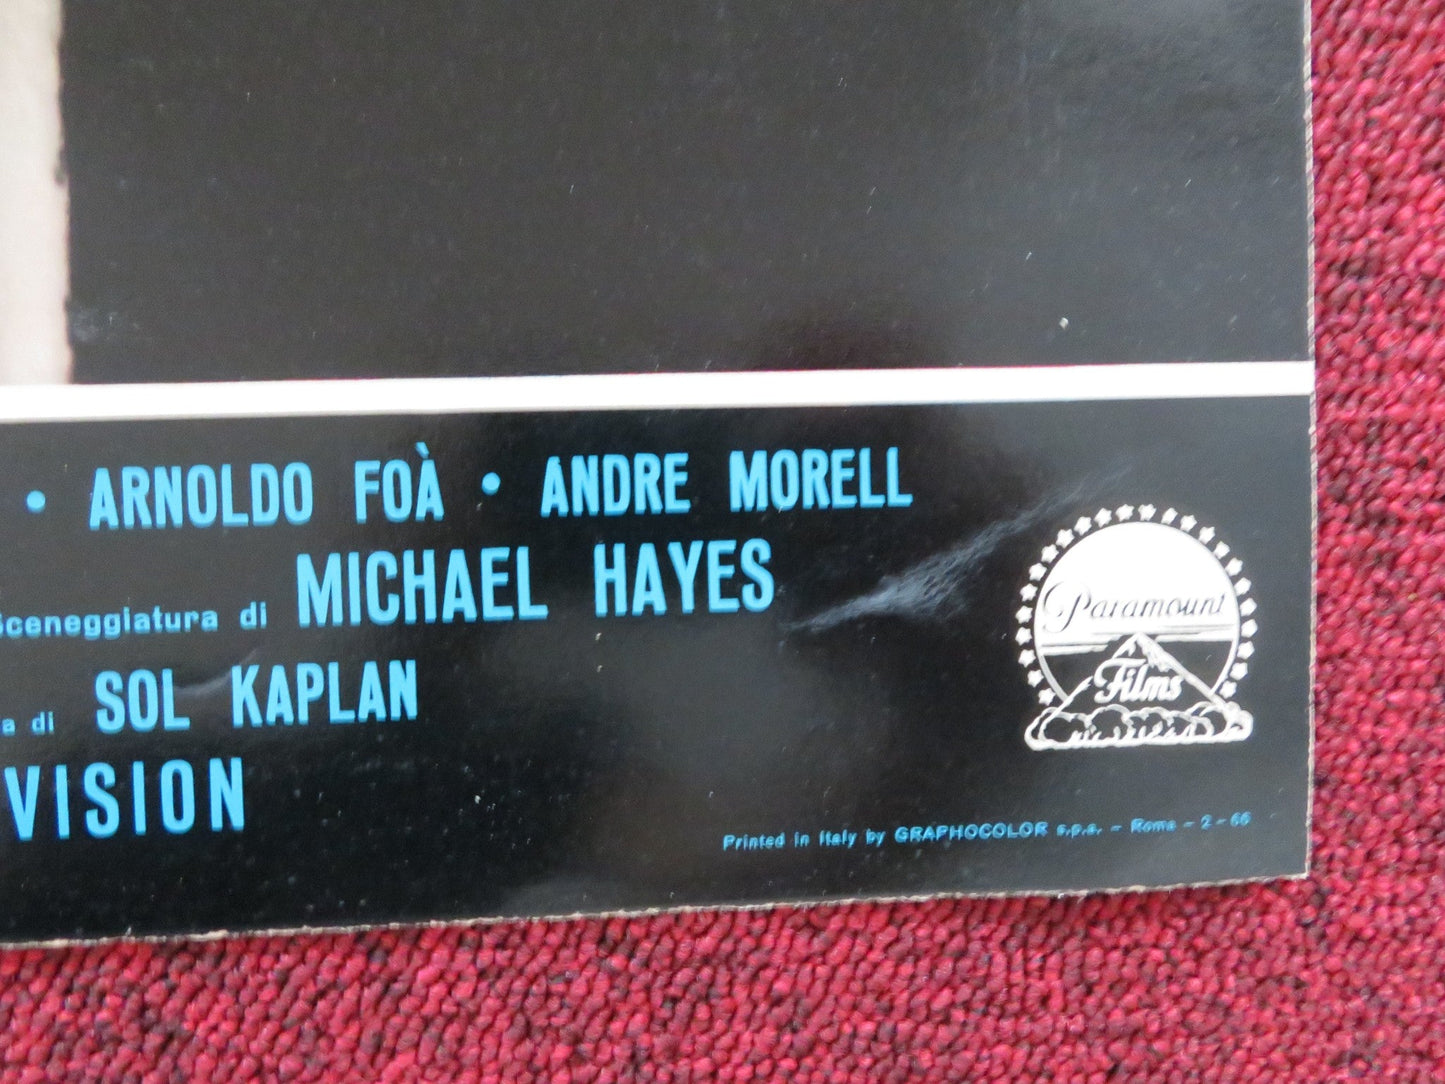 • ARNOLDO FOÀ • ANDRE MORELL
Sceneggiatura di MICHAEL HAYES
a di SOL KAPLAN
VISION
Paramount
Films
Printed in Italy by GRAPHOCOLOR s.p.a. - Roma - 2 - 66